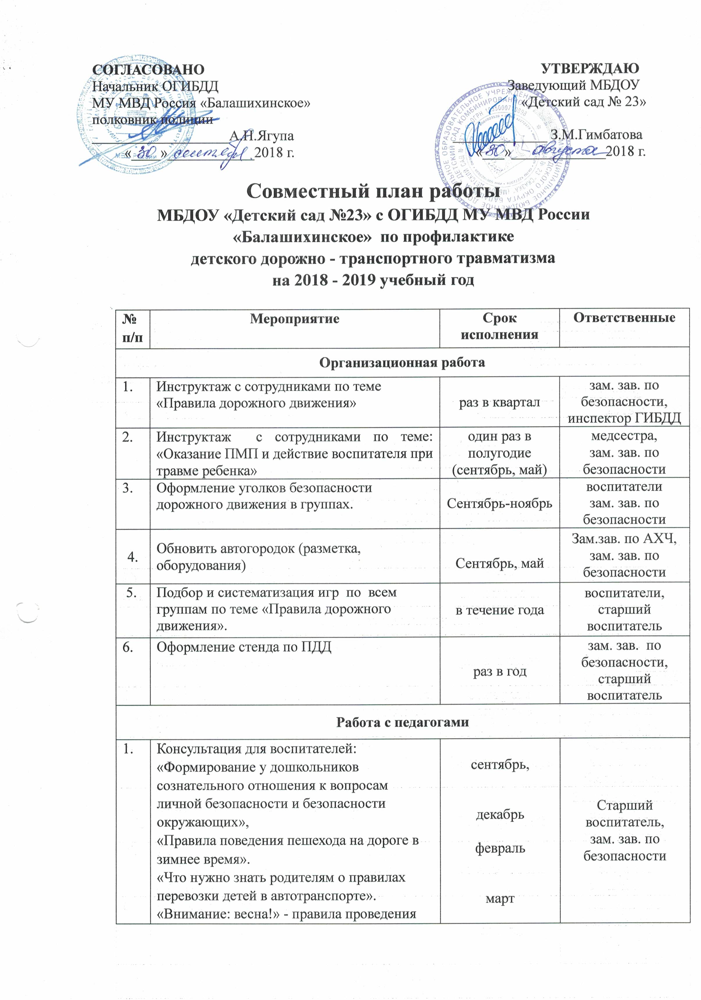 СОГЛАСОВАНО
Начальник ОГИБДД
МУ МВД Россия «Балашихинское»
полковник полиции
А.Н.Ягупа
«30» сентября 2018 г.
УТВЕРЖДАЮ
Заведующий МБДОУ
«Детский сад № 23»
З.М.Гимбатова
«30» августа 2018 г.
Совместный план работы
МБДОУ «Детский сад №23» с ОГИБДД МУ МВД России
«Балашихинское» по профилактике
детского дорожно - транспортного травматизма
на 2018 - 2019 учебный год
№
п/п
Мероприятие
Срок
исполнения
Ответственные
Организационная работа
1.
Инструктаж с сотрудниками по теме
«Правила дорожного движения»
раз в квартал
зам. зав. по
безопасности,
инспектор ГИБДД
2.
Инструктаж с сотрудниками по теме:
«Оказание ПМП и действие воспитателя при
травме ребенка»
один раз в
полугодие
(сентябрь, май)
медсестра,
зам. зав. по
безопасности
3.
Оформление уголков безопасности
дорожного движения в группах.
Сентябрь-ноябрь
воспитатели
зам. зав. по
безопасности
4.
Обновить автогородок (разметка,
оборудования)
Сентябрь, май
Зам.зав. по АХЧ,
зам. зав. по
безопасности
5.
Подбор и систематизация игр по всем
группам по теме «Правила дорожного
движения».
в течение года
воспитатели,
старший
воспитатель
6.
Оформление стенда по ПДД
раз в год
зам. зав. по
безопасности,
старший
воспитатель
Работа с педагогами
1.
Консультация для воспитателей:
«Формирование у дошкольников
сознательного отношения к вопросам
личной безопасности и безопасности
окружающих»,
«Правила поведения пешехода на дороге в
зимнее время».
«Что нужно знать родителям о правилах
перевозки детей в автотранспорте».
«Внимание: весна!» - правила проведения
сентябрь,
декабрь
февраль
март
Старший
воспитатель,
зам. зав. по
безопасности